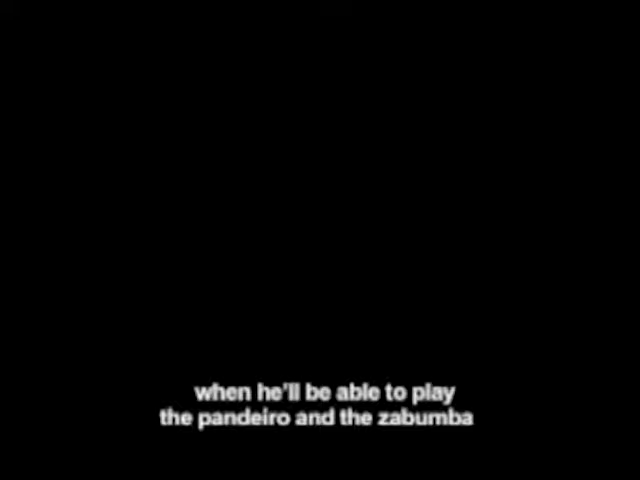 when he'll be able to play
the pandeiro and the zabumba